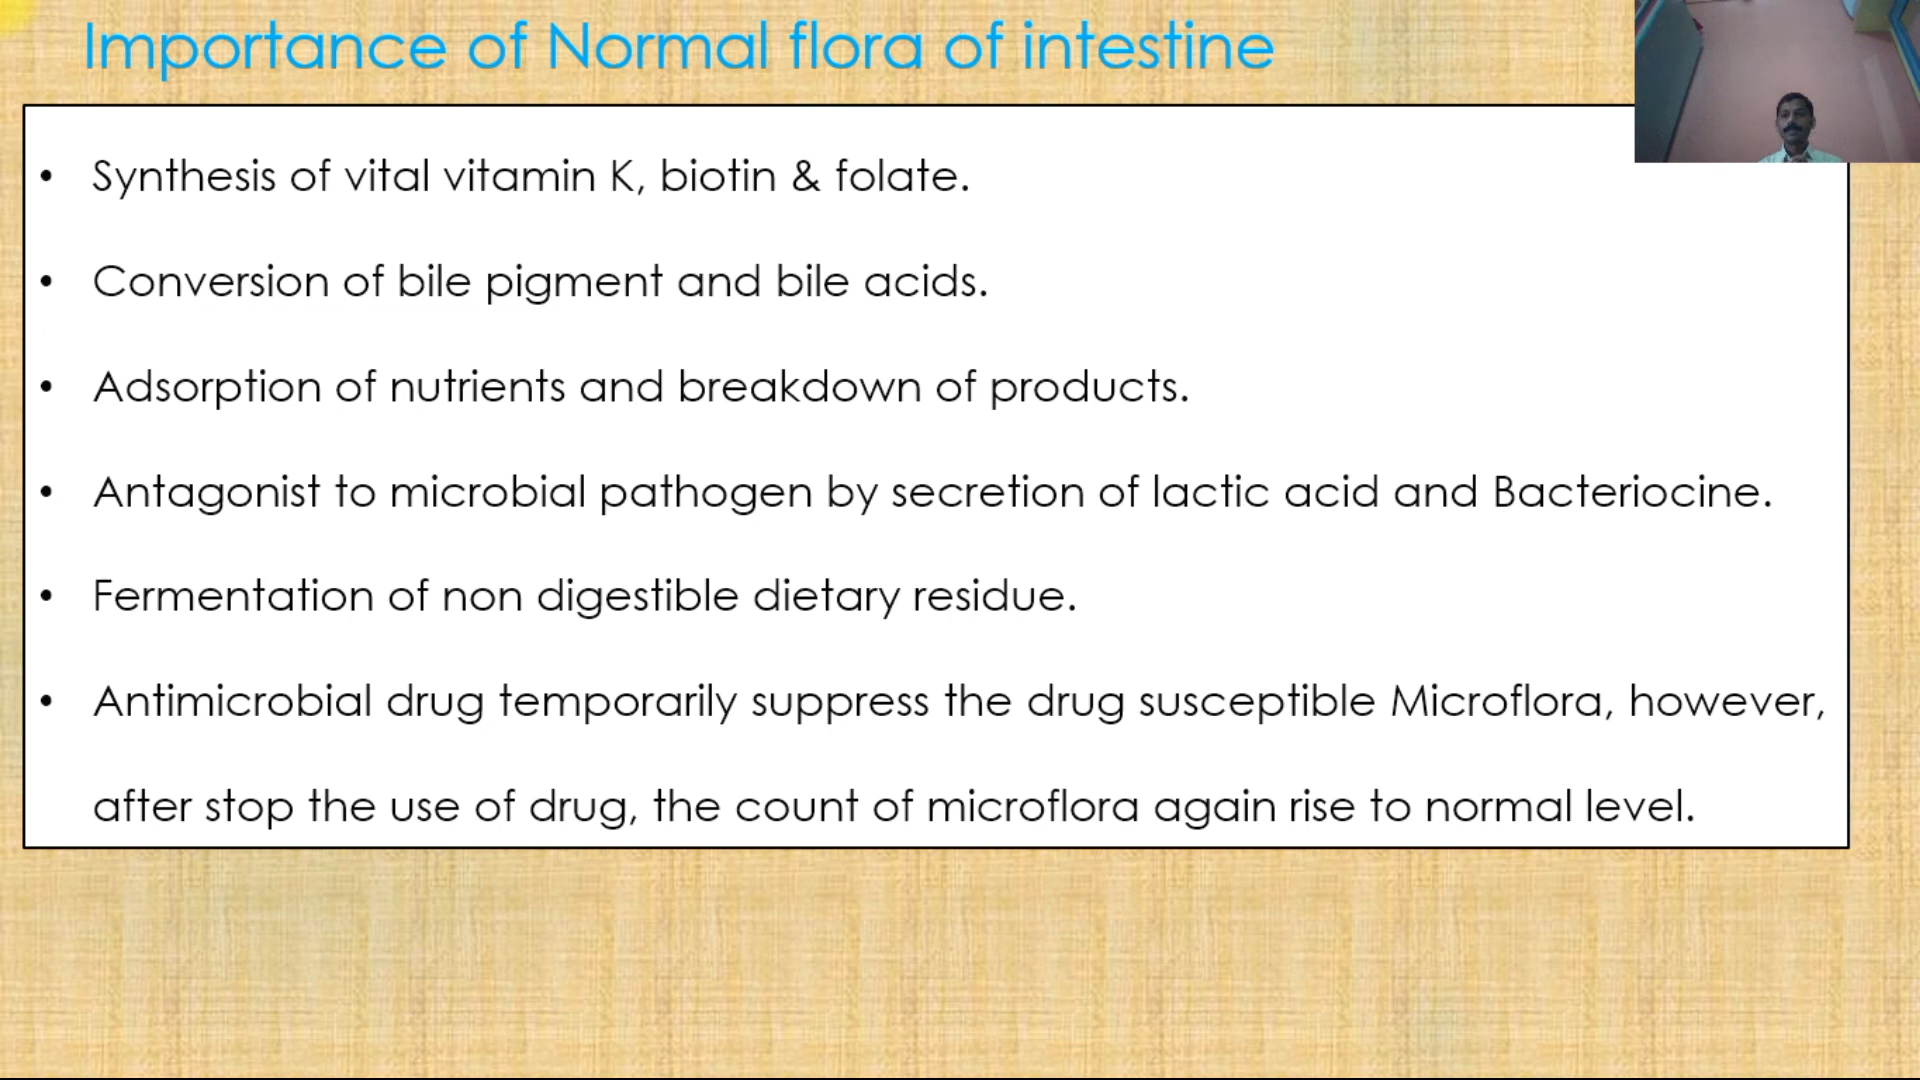 Importance of Normal flora of intestine
• Synthesis of vital vitamin K, biotin & folate.
• Conversion of bile pigment and bile acids.
• Adsorption of nutrients and breakdown of products.
• Antagonist to microbial pathogen by secretion of lactic acid and Bacteriocine.
• Fermentation of non digestible dietary residue.
• Antimicrobial drug temporarily suppress the drug susceptible Microflora, however,
after stop the use of drug, the count of microflora again rise to normal level.